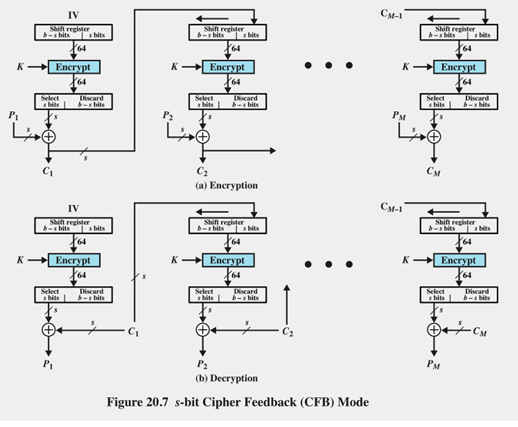 IV
C_{M–1}
Shift register
b – s bits | s bits
Shift register
b – s bits | s bits
Shift register
b – s bits | s bits
64
64
64
K
Encrypt
K
Encrypt
K
Encrypt
64
64
64
Select
s bits
Discard
b – s bits
Select
s bits
Discard
b – s bits
Select
s bits
Discard
b – s bits
P_1
s
s
P_2
s
s
P_M
s
s
s
C_1
C_2
C_M
(a) Encryption
IV
C_{M–1}
Shift register
b – s bits | s bits
Shift register
b – s bits | s bits
Shift register
b – s bits | s bits
64
64
64
K
Encrypt
K
Encrypt
K
Encrypt
64
64
64
s
Select
s bits
Discard
b – s bits
Select
s bits
Discard
b – s bits
Select
s bits
Discard
b – s bits
s
s
C_1
s
s
C_2
s
s
C_M
P_1
P_2
P_M
(b) Decryption
Figure 20.7 s-bit Cipher Feedback (CFB) Mode